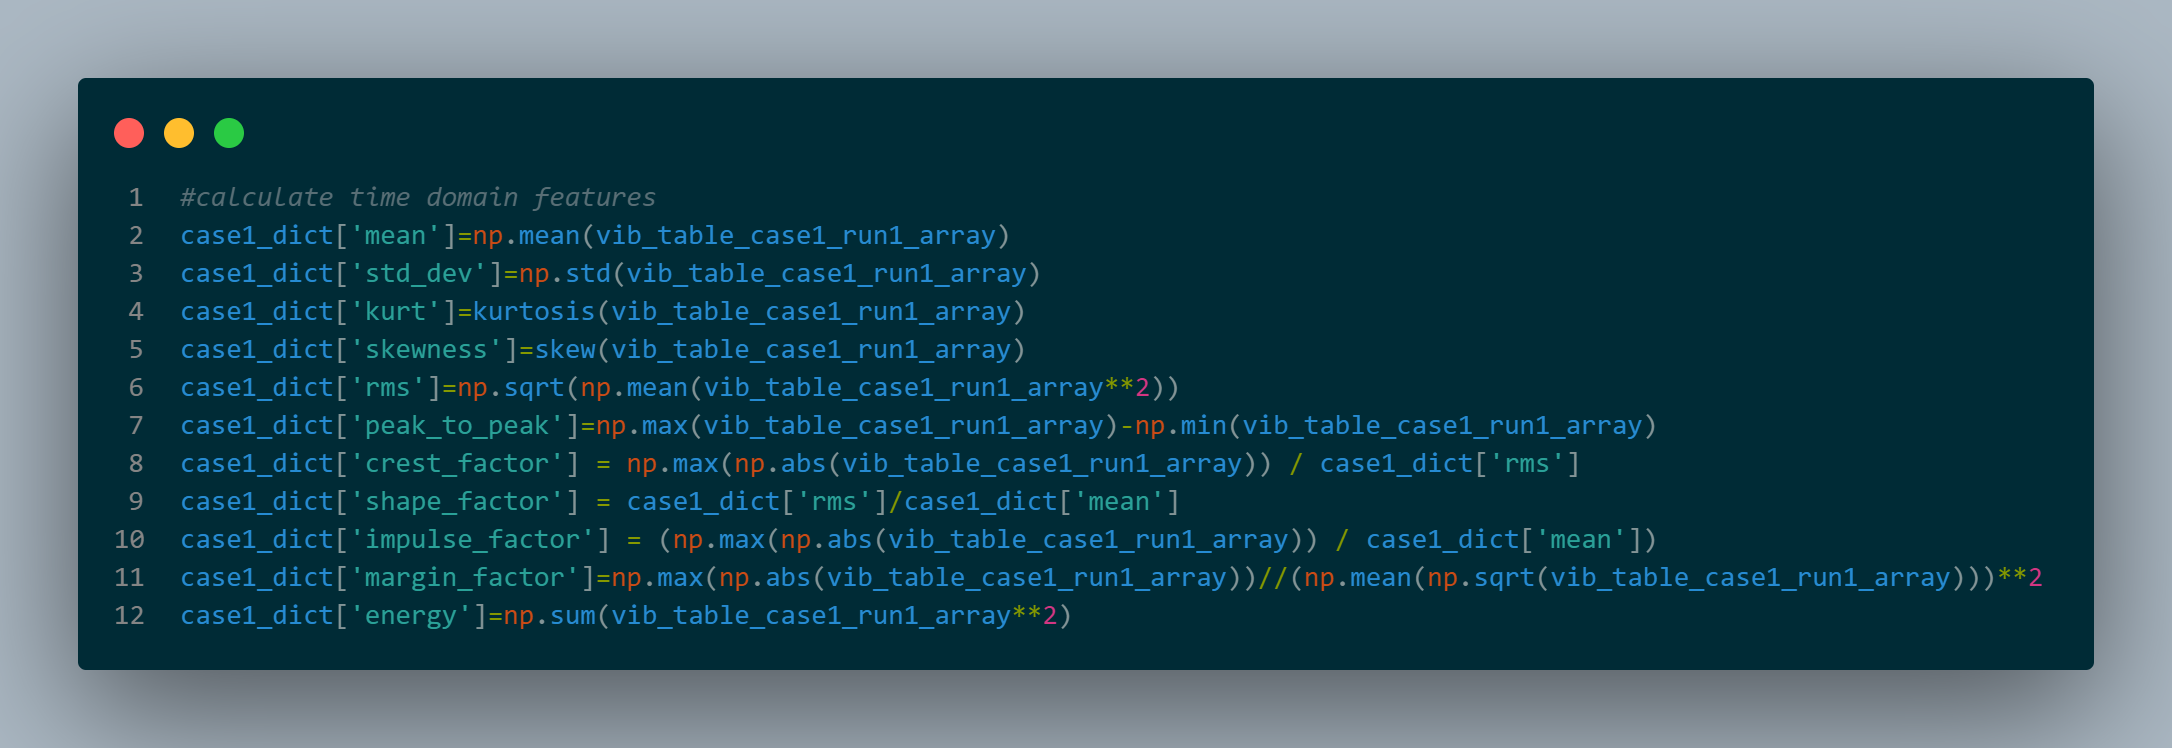 1 #calculate time domain features
2 case1_dict['mean']=np.mean(vib_table_case1_run1_array)
3 case1_dict['std_dev']=np.std(vib_table_case1_run1_array)
4 case1_dict['kurt']=kurtosis(vib_table_case1_run1_array)
5 case1_dict['skewness']=skew(vib_table_case1_run1_array)
6 case1_dict['rms']=np.sqrt(np.mean(vib_table_case1_run1_array**2))
7 case1_dict['peak_to_peak']=np.max(vib_table_case1_run1_array)-np.min(vib_table_case1_run1_array)
8 case1_dict['crest_factor'] = np.max(np.abs(vib_table_case1_run1_array)) / case1_dict['rms']
9 case1_dict['shape_factor'] = case1_dict['rms']/case1_dict['mean']
10 case1_dict['impulse_factor'] = (np.max(np.abs(vib_table_case1_run1_array)) / case1_dict['mean'])
11 case1_dict['margin_factor']=np.max(np.abs(vib_table_case1_run1_array))//(np.mean(np.sqrt(vib_table_case1_run1_array)))**2
12 case1_dict['energy']=np.sum(vib_table_case1_run1_array**2)